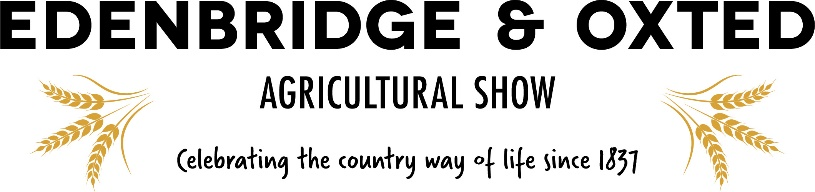 EDENBRIDGE & OXTED
AGRICULTURAL SHOW
Celebrating the country way of life since 1837